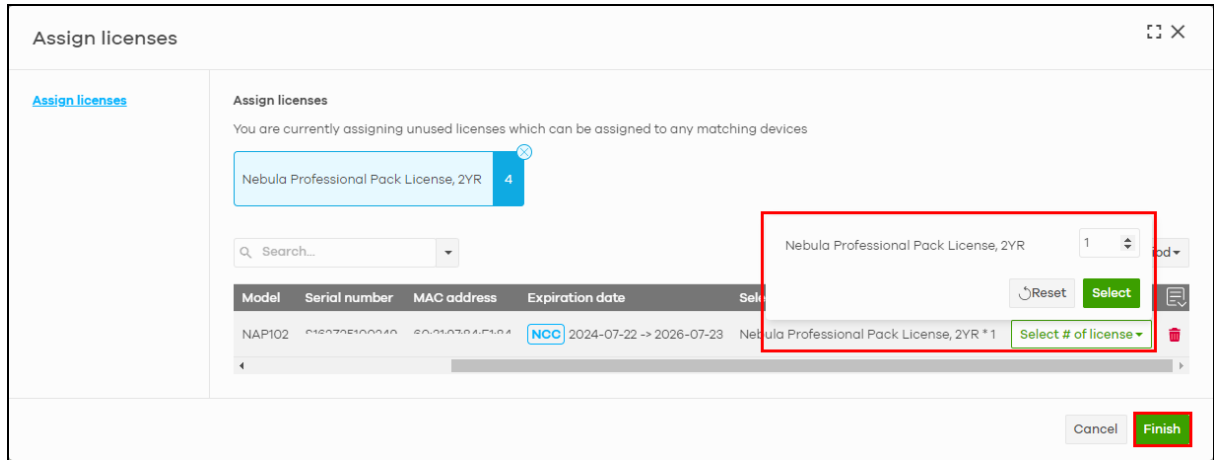 Assign licenses
Assign licenses
Assign licenses
You are currently assigning unused licenses which can be assigned to any matching devices
Nebula Professional Pack License, 2YR 4
Search...
Nebula Professional Pack License, 2YR 1
Reset Select
Model Serial number MAC address Expiration date
NAP102 NCC 2024-07-22 -> 2026-07-23 Nebula Professional Pack License, 2YR * 1 Select # of license
Cancel Finish